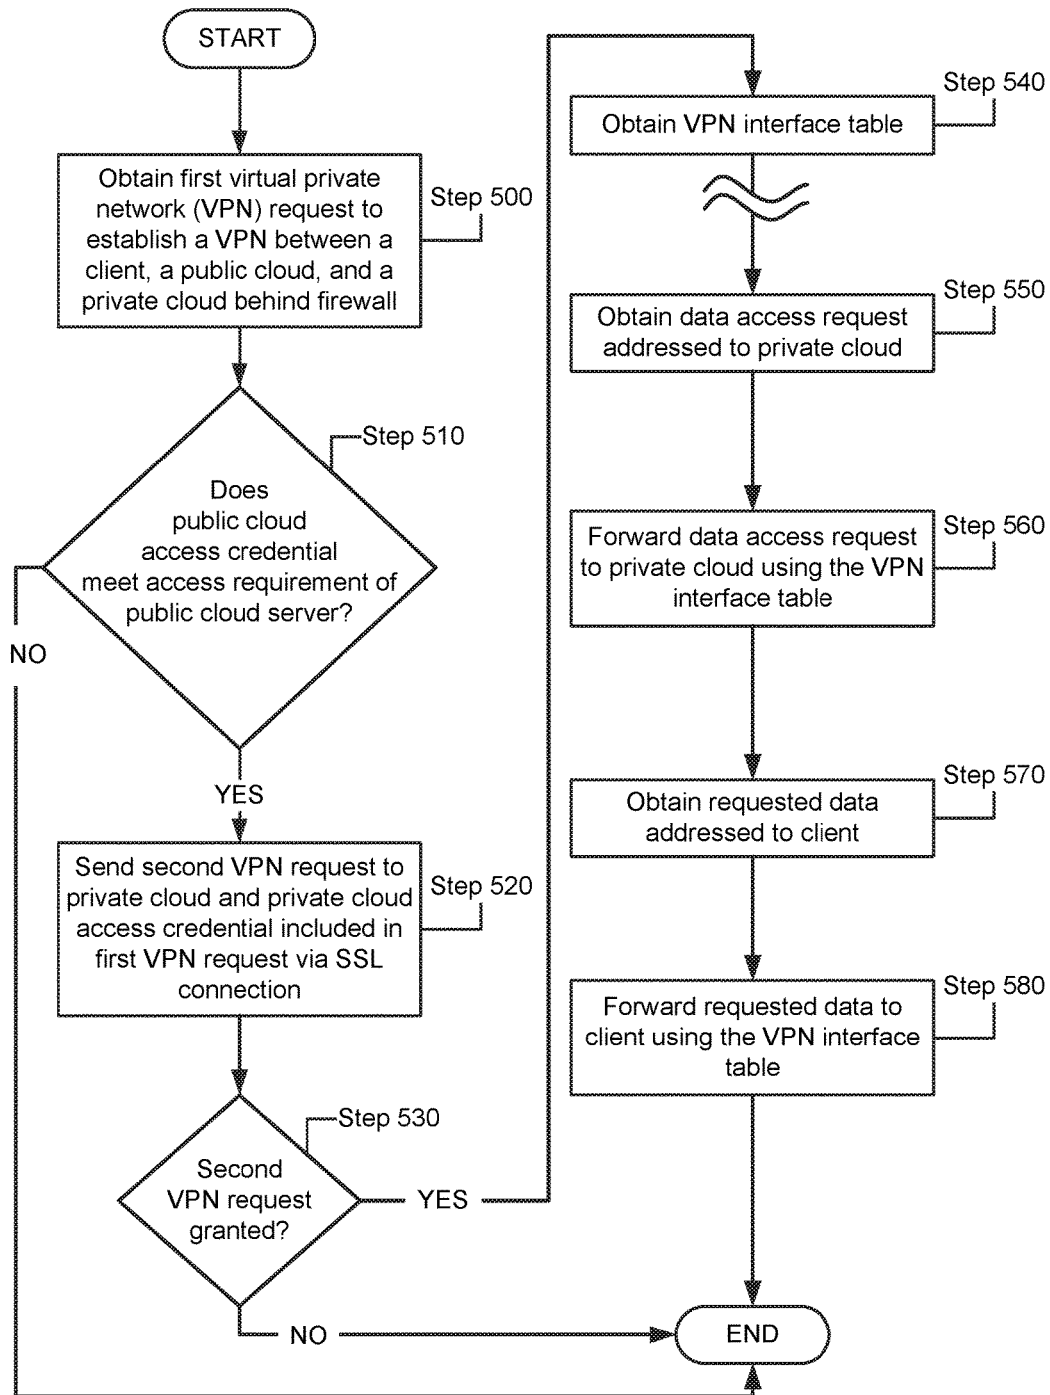 START
Obtain first virtual private
network (VPN) request to
establish a VPN between a
client, a public cloud, and a
private cloud behind firewall
Step 500
Does
public cloud
access credential
meet access requirement of
public cloud server?
Step 510
NO
YES
Send second VPN request to
private cloud and private cloud
access credential included in
first VPN request via SSL
connection
Step 520
Second
VPN request
granted?
Step 530
YES
NO
Obtain VPN interface table
Step 540
Obtain data access request
addressed to private cloud
Step 550
Forward data access request
to private cloud using the VPN
interface table
Step 560
Obtain requested data
addressed to client
Step 570
Forward requested data to
client using the VPN interface
table
Step 580
END